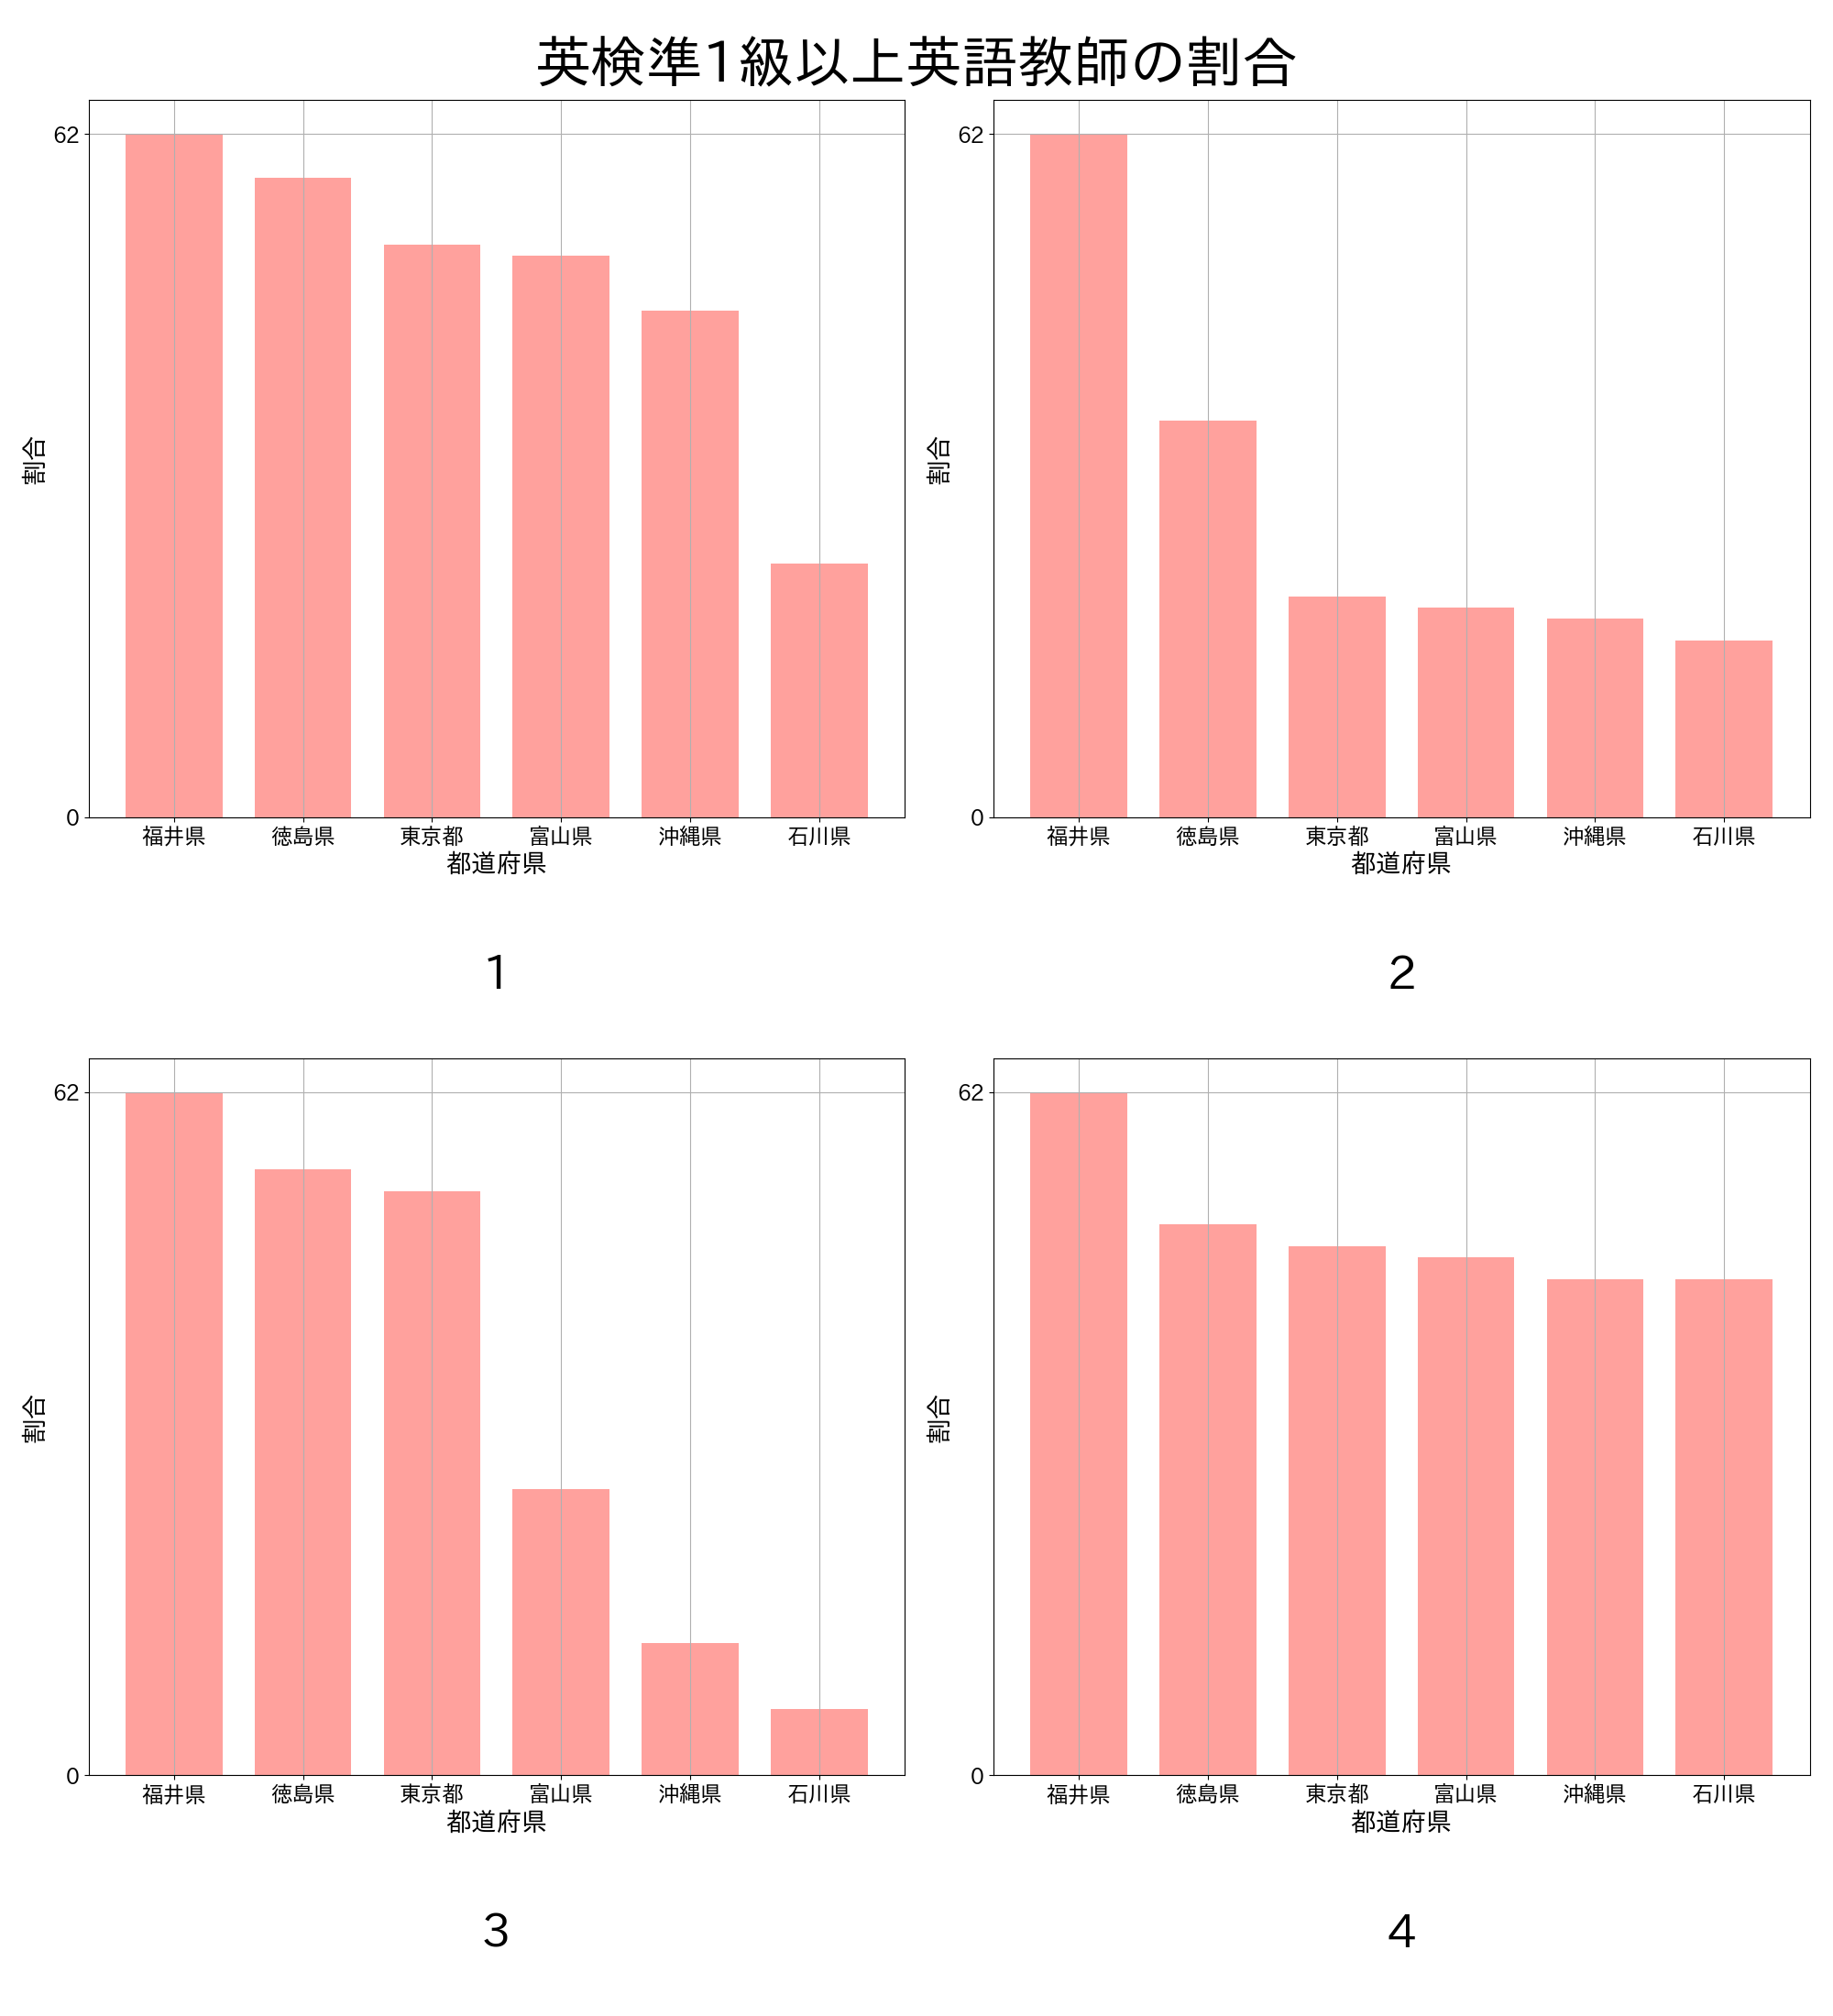 英検準1級以上英語教師の割合
62
割合
0
福井県 徳島県 東京都 富山県 沖縄県 石川県
都道府県
1
62
割合
0
福井県 徳島県 東京都 富山県 沖縄県 石川県
都道府県
2
62
割合
0
福井県 徳島県 東京都 富山県 沖縄県 石川県
都道府県
3
62
割合
0
福井県 徳島県 東京都 富山県 沖縄県 石川県
都道府県
4